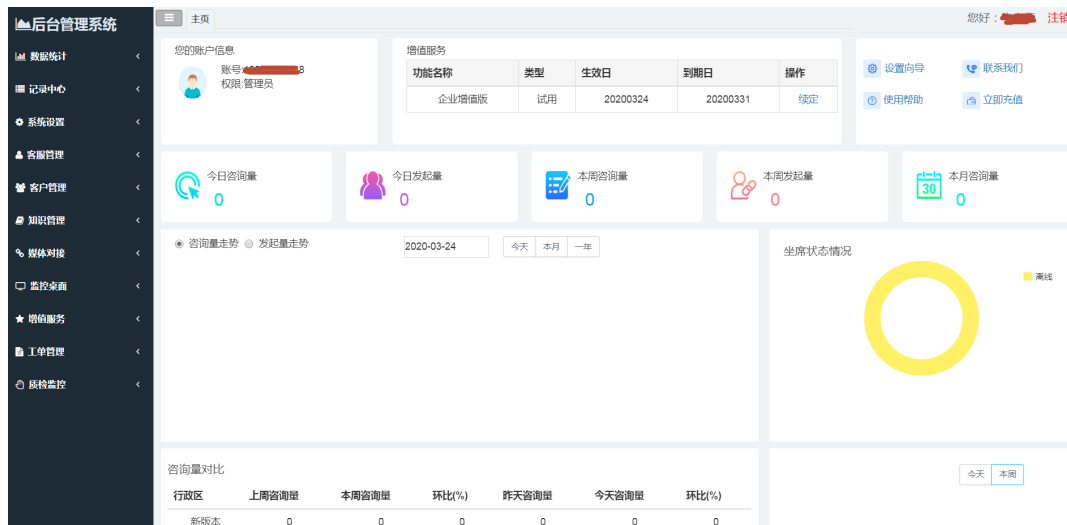 后台管理系统
主页
您好：
注销
数据统计
记录中心
系统设置
客服管理
客户管理
知识管理
媒体对接
监控桌面
增值服务
工单管理
质检监控
您的账户信息
账号:
权限:管理员
增值服务
功能名称 类型 生效日 到期日 操作
企业增值版 试用 20200324 20200331 续定
设置向导 联系我们
使用帮助 立即充值
今日咨询量
0
今日发起量
0
本周咨询量
0
本周发起量
0
30
本月咨询量
0
咨询量走势 发起量走势 2020-03-24 今天 本月 一年
坐席状态情况
离线
咨询量对比
行政区 上周咨询量 本周咨询量 环比(%) 昨天咨询量 今天咨询量 环比(%)
新版本 0 0 0 0 0 0
今天 本周